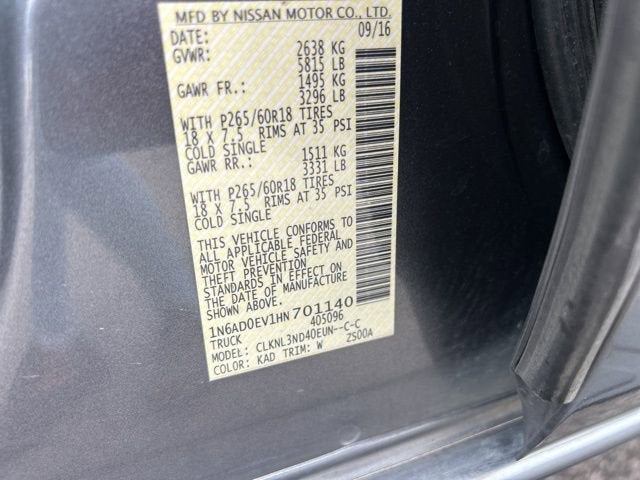 MFD BY NISSAN MOTOR CO., LTD.
DATE: 09/16
GVWR: 2638 KG
5815 LB
GAWR FR.: 1495 KG
3296 LB
WITH P265/60R18 TIRES
18 X 7.5 RIMS AT 35 PSI
COLD SINGLE
GAWR RR.: 1511 KG
3331 LB
WITH P265/60R18 TIRES
18 X 7.5 RIMS AT 35 PSI
COLD SINGLE
THIS VEHICLE CONFORMS TO
ALL APPLICABLE FEDERAL
MOTOR VEHICLE SAFETY AND
THEFT PREVENTION
STANDARDS IN EFFECT ON
THE DATE OF MANUFACTURE
SHOWN ABOVE.
1N6AD0EV1HN701140
TRUCK 405096
MODEL: CLKNL3ND40EUN--C-C
COLOR: KAD TRIM: W ZS00A